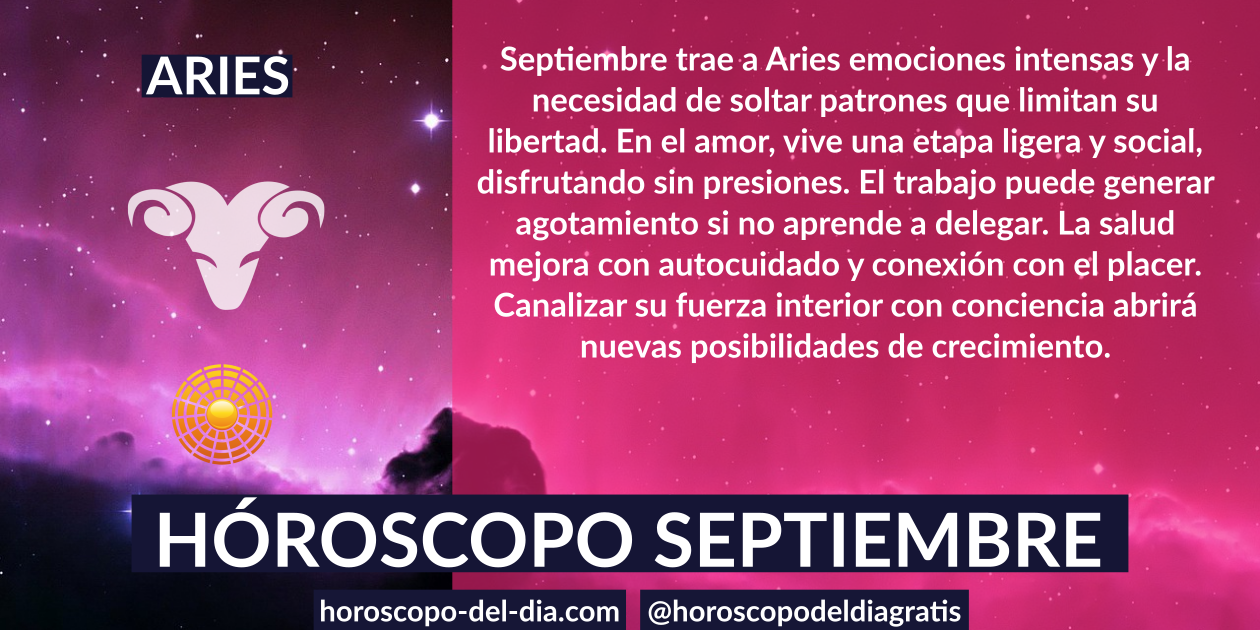 ARIES
Septiembre trae a Aries emociones intensas y la
necesidad de soltar patrones que limitan su
libertad. En el amor, vive una etapa ligera y social,
disfrutando sin presiones. El trabajo puede generar
agotamiento si no aprende a delegar. La salud
mejora con autocuidado y conexión con el placer.
Canalizar su fuerza interior con conciencia abrirá
nuevas posibilidades de crecimiento.
HÓROSCOPO SEPTIEMBRE
horoscopo-del-dia.com
@horoscopodeldiagratis